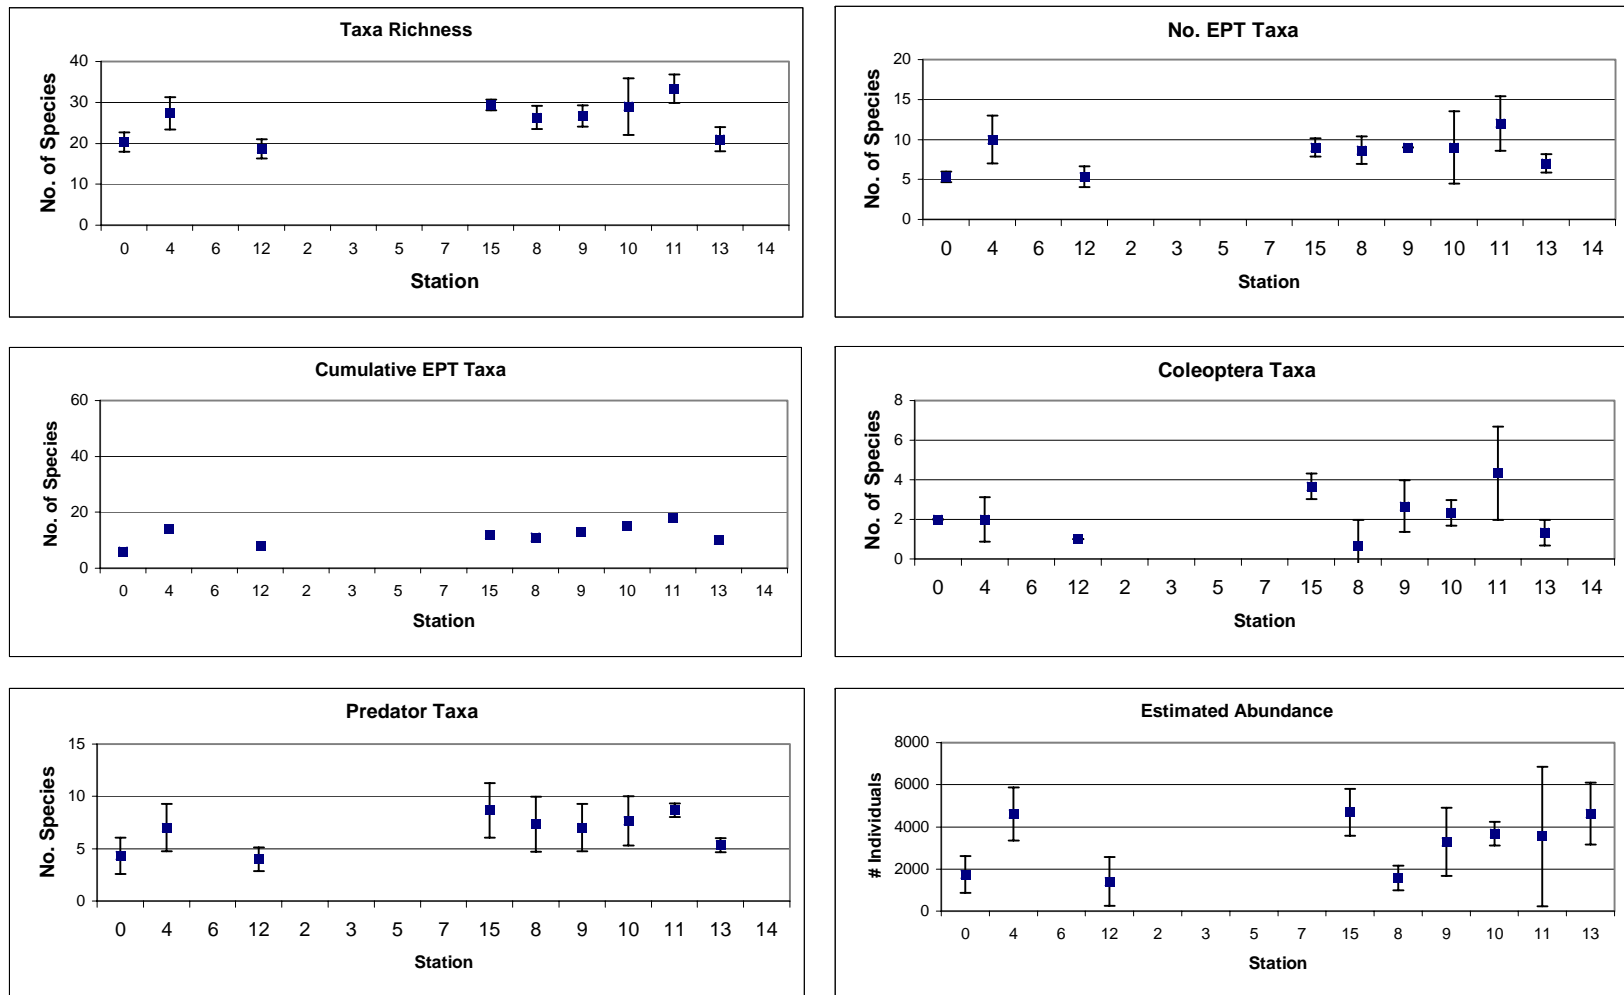 Taxa Richness
No. of Species
40
30
20
10
0
0 4 6 12 2 3 5 7 15 8 9 10 11 13 14
Station
No. EPT Taxa
No. of Species
20
15
10
5
0
0 4 6 12 2 3 5 7 15 8 9 10 11 13 14
Station
Cumulative EPT Taxa
No. of Species
60
40
20
0
0 4 6 12 2 3 5 7 15 8 9 10 11 13 14
Station
Coleoptera Taxa
No. of Species
8
6
4
2
0
0 4 6 12 2 3 5 7 15 8 9 10 11 13 14
Station
Predator Taxa
No. Species
15
10
5
0
0 4 6 12 2 3 5 7 15 8 9 10 11 13 14
Station
Estimated Abundance
# Individuals
8000
6000
4000
2000
0
0 4 6 12 2 3 5 7 15 8 9 10 11 13
Station